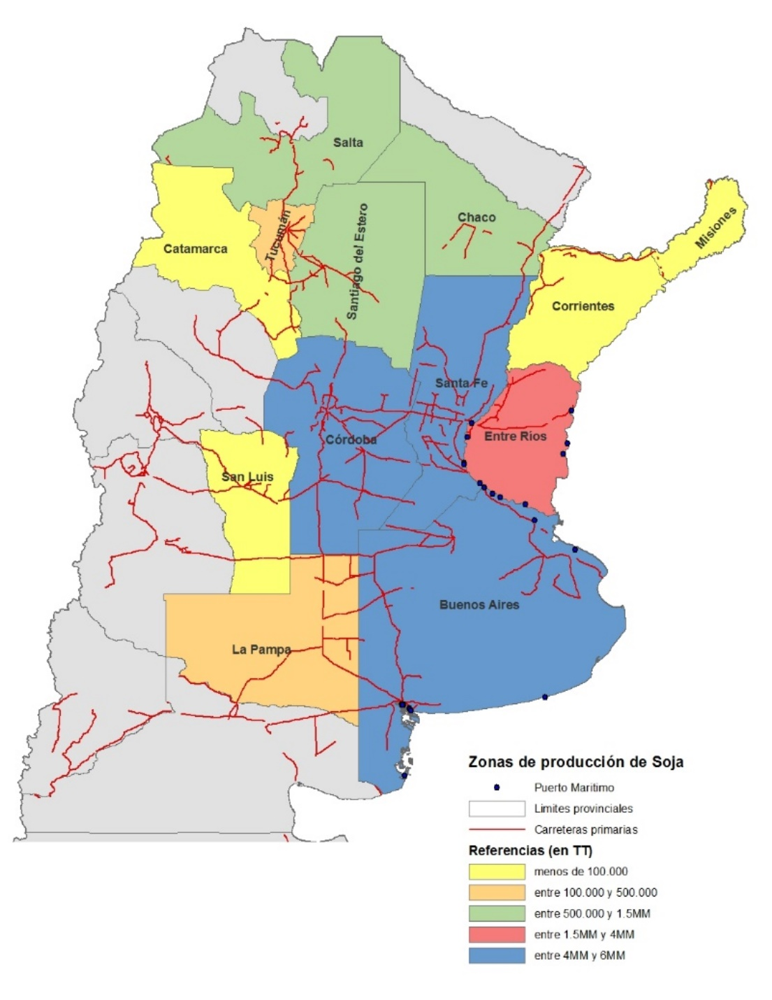 Salta
Chaco
Misiones
Tucumán
Santiago del Estero
Catamarca
Corrientes
Santa Fe
Entre Rios
Córdoba
San Luis
Buenos Aires
La Pampa
Zonas de producción de Soja
Puerto Maritimo
Limites provinciales
Carreteras primarias
Referencias (en TT)
menos de 100.000
entre 100.000 y 500.000
entre 500.000 y 1.5MM
entre 1.5MM y 4MM
entre 4MM y 6MM